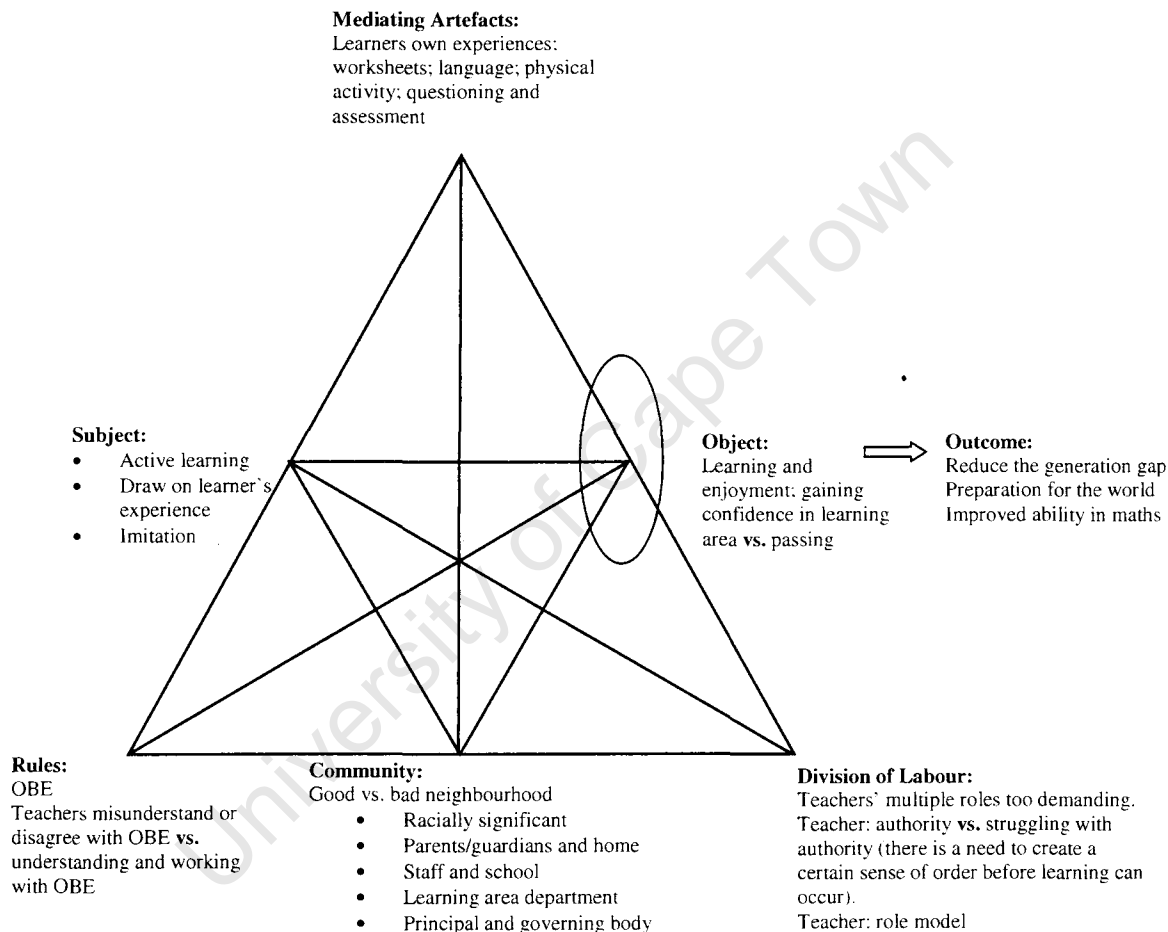 Mediating Artefacts:
Learners own experiences;
worksheets; language; physical
activity; questioning and
assessment
Subject:
• Active learning
• Draw on learner's
experience
• Imitation
Object:
Learning and
enjoyment; gaining
confidence in learning
area vs. passing
Outcome:
Reduce the generation gap
Preparation for the world
Improved ability in maths
Rules:
OBE
Teachers misunderstand or
disagree with OBE vs.
understanding and working
with OBE
Community:
Good vs. bad neighbourhood
• Racially significant
• Parents/guardians and home
• Staff and school
• Learning area department
• Principal and governing body
Division of Labour:
Teachers' multiple roles too demanding.
Teacher: authority vs. struggling with
authority (there is a need to create a
certain sense of order before learning can
occur).
Teacher: role model
University of Cape Town